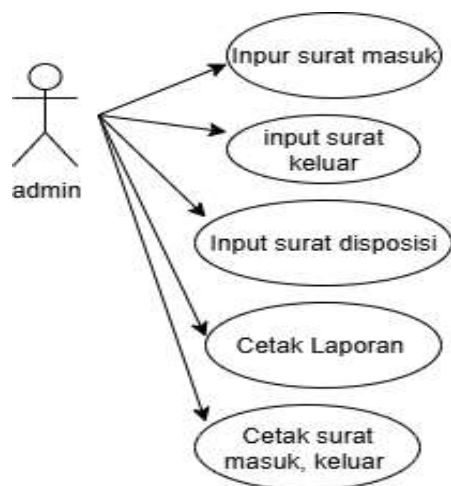 Inpur surat masuk
input surat
keluar
admin
Input surat disposisi
Cetak Laporan
Cetak surat
masuk, keluar